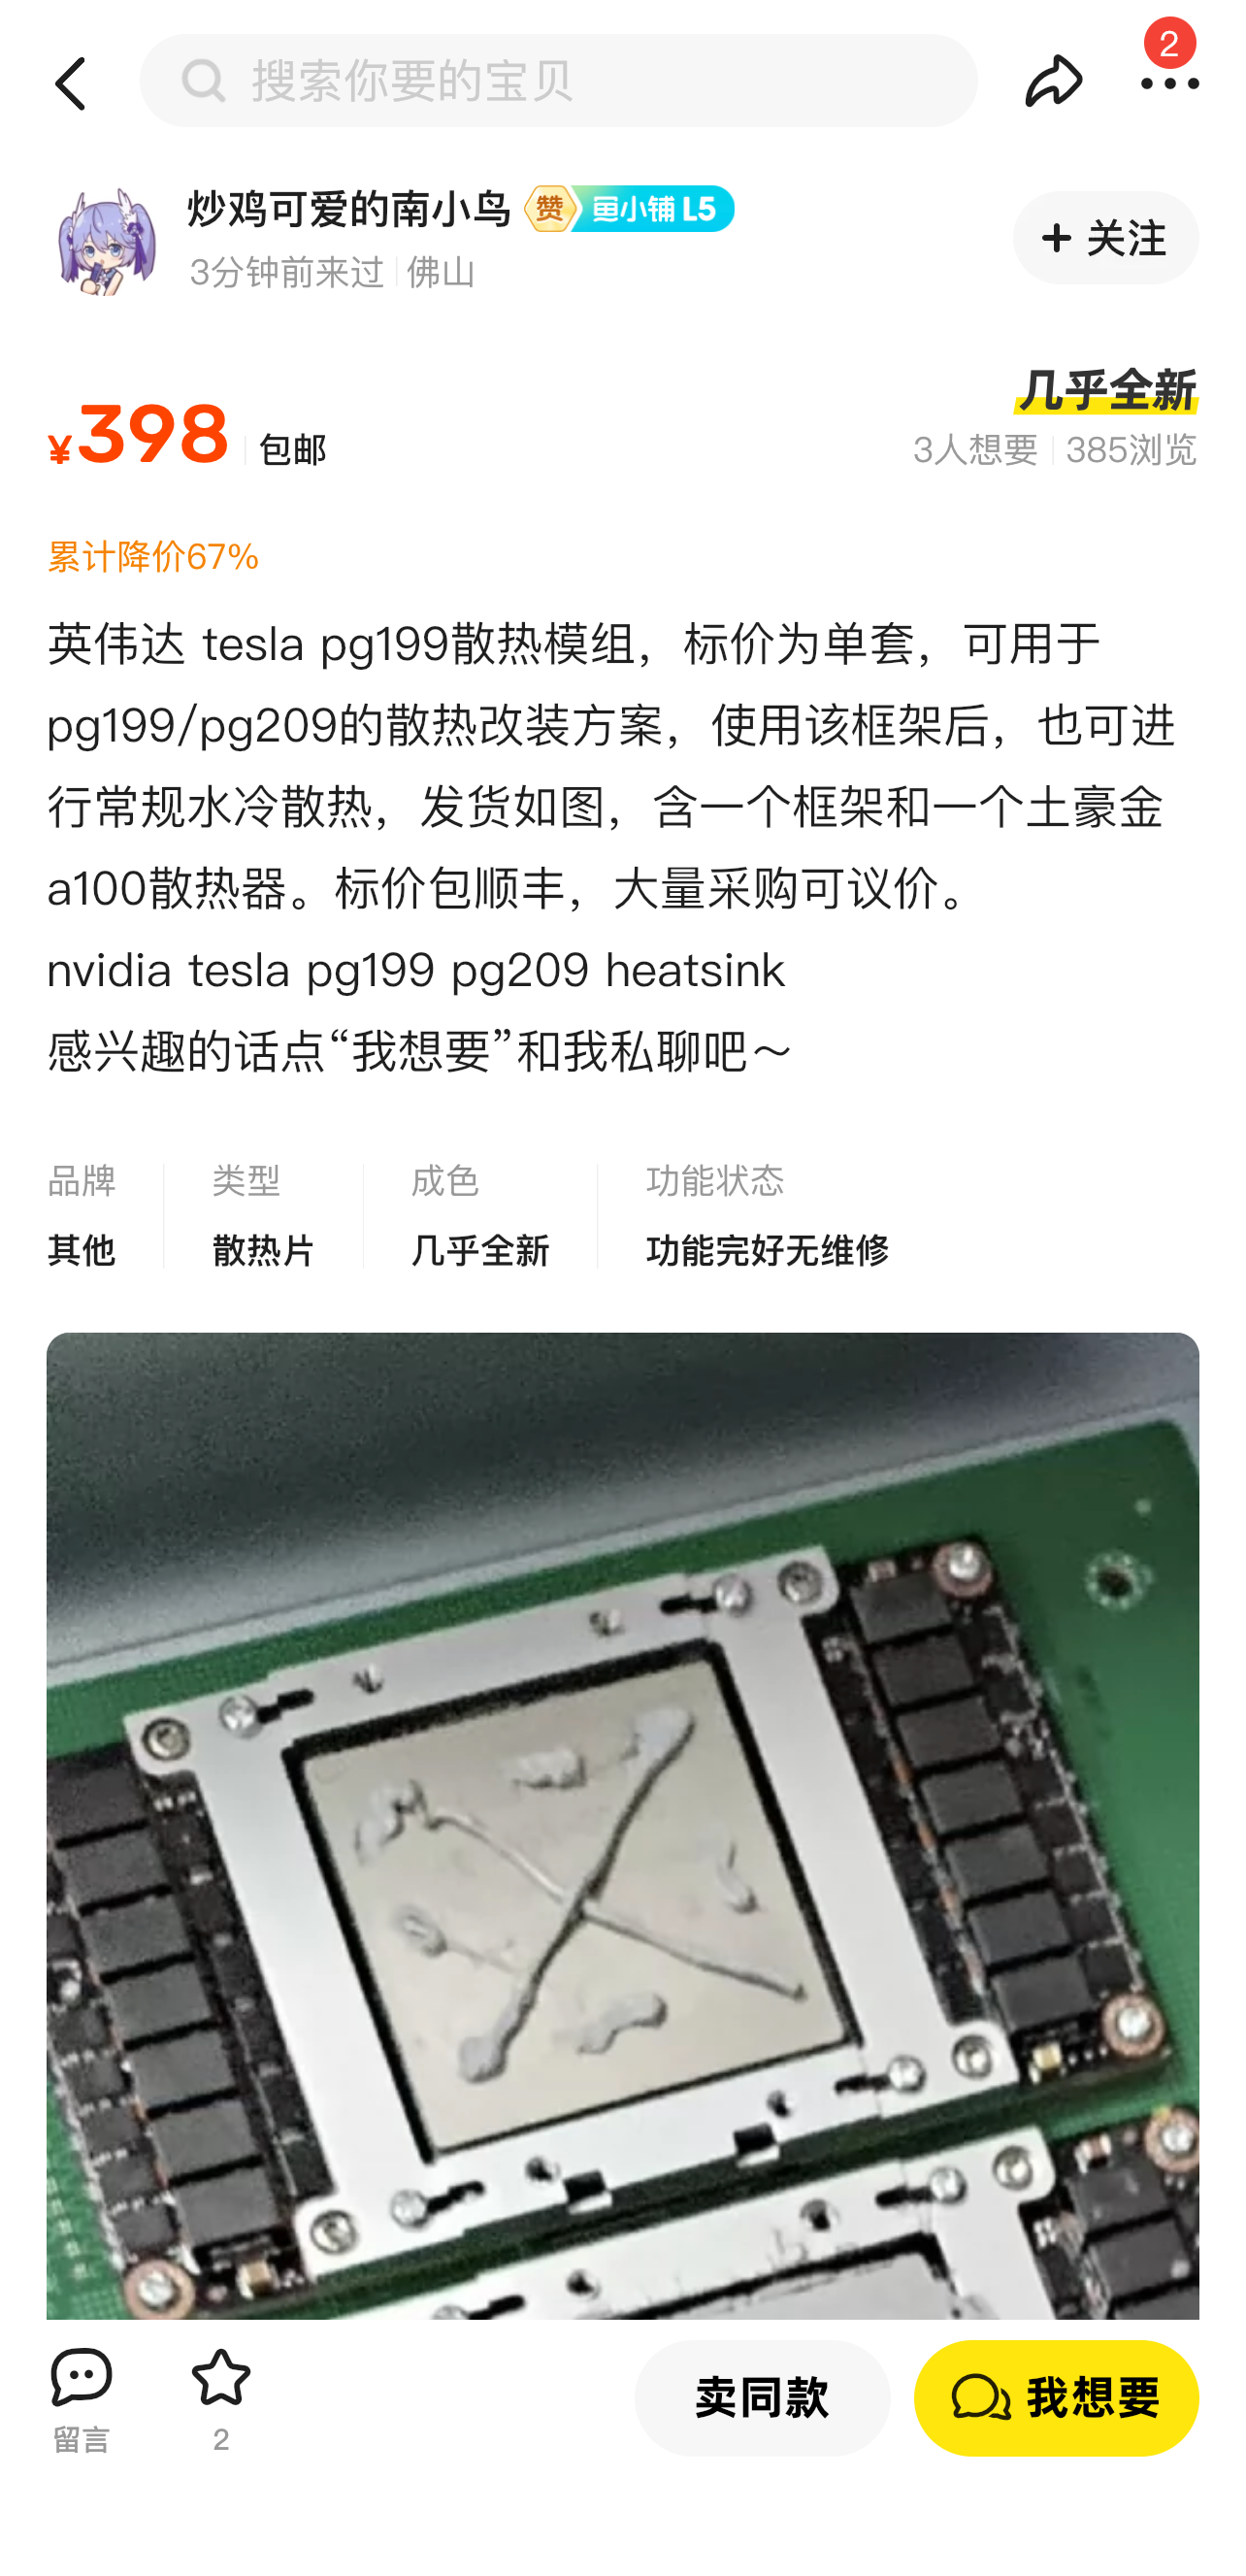 2
搜索你要的宝贝
炒鸡可爱的南小鸟 赞 鱼小铺 L5
3分钟前来过 佛山
+ 关注
几乎全新
¥398 包邮
3人想要 385浏览
累计降价67%
英伟达 tesla pg199散热模组，标价为单套，可用于
pg199/pg209的散热改装方案，使用该框架后，也可进
行常规水冷散热，发货如图，含一个框架和一个土豪金
a100散热器。标价包顺丰，大量采购可议价。
nvidia tesla pg199 pg209 heatsink
感兴趣的话点“我想要”和我私聊吧～
品牌 类型 成色 功能状态
其他 散热片 几乎全新 功能完好无维修
留言 2 卖同款 我想要